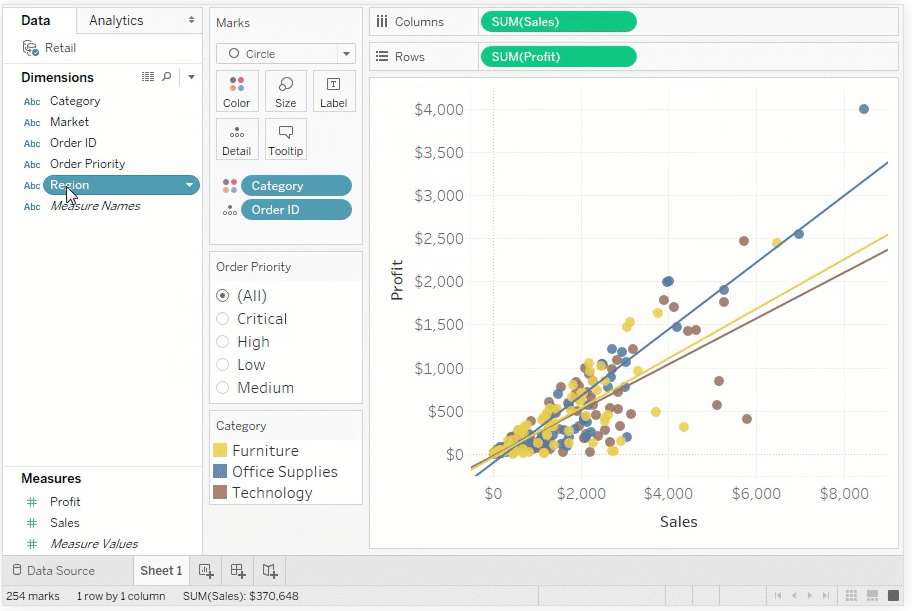 Data
Analytics
Retail
Dimensions
Abc Category
Abc Market
Abc Order ID
Abc Order Priority
Abc Region
Abc Measure Names
Measures
# Profit
# Sales
# Measure Values
Marks
Circle
Color
Size
T
Label
Detail
Tooltip
Category
Order ID
Order Priority
(All)
Critical
High
Low
Medium
Category
Furniture
Office Supplies
Technology
Columns
SUM(Sales)
Rows
SUM(Profit)
$4,000
$3,500
$3,000
$2,500
$2,000
$1,500
$1,000
$500
$0
Profit
$0 $2,000 $4,000 $6,000 $8,000
Sales
Data Source
Sheet 1
254 marks 1 row by 1 column SUM(Sales): $370,648